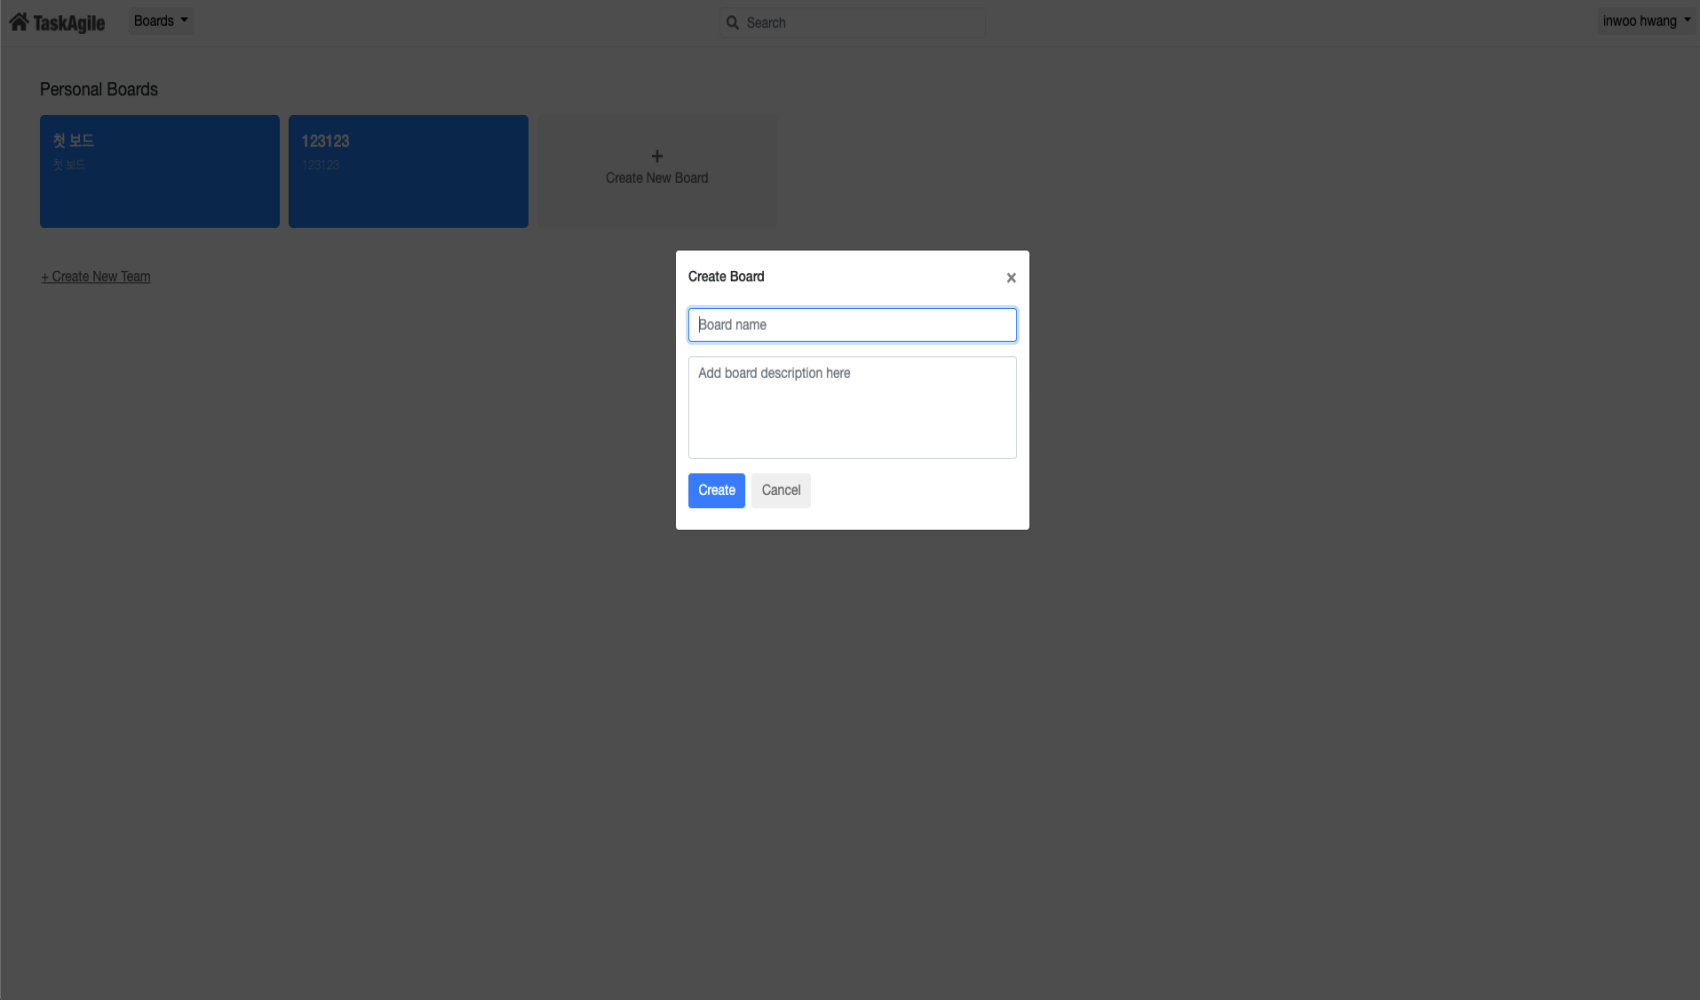 TaskAgile
Boards
Search
inwoo hwang
Personal Boards
첫 보드
첫 보드
123123
123123
+
Create New Board
+ Create New Team
Create Board
×
Board name
Add board description here
Create
Cancel